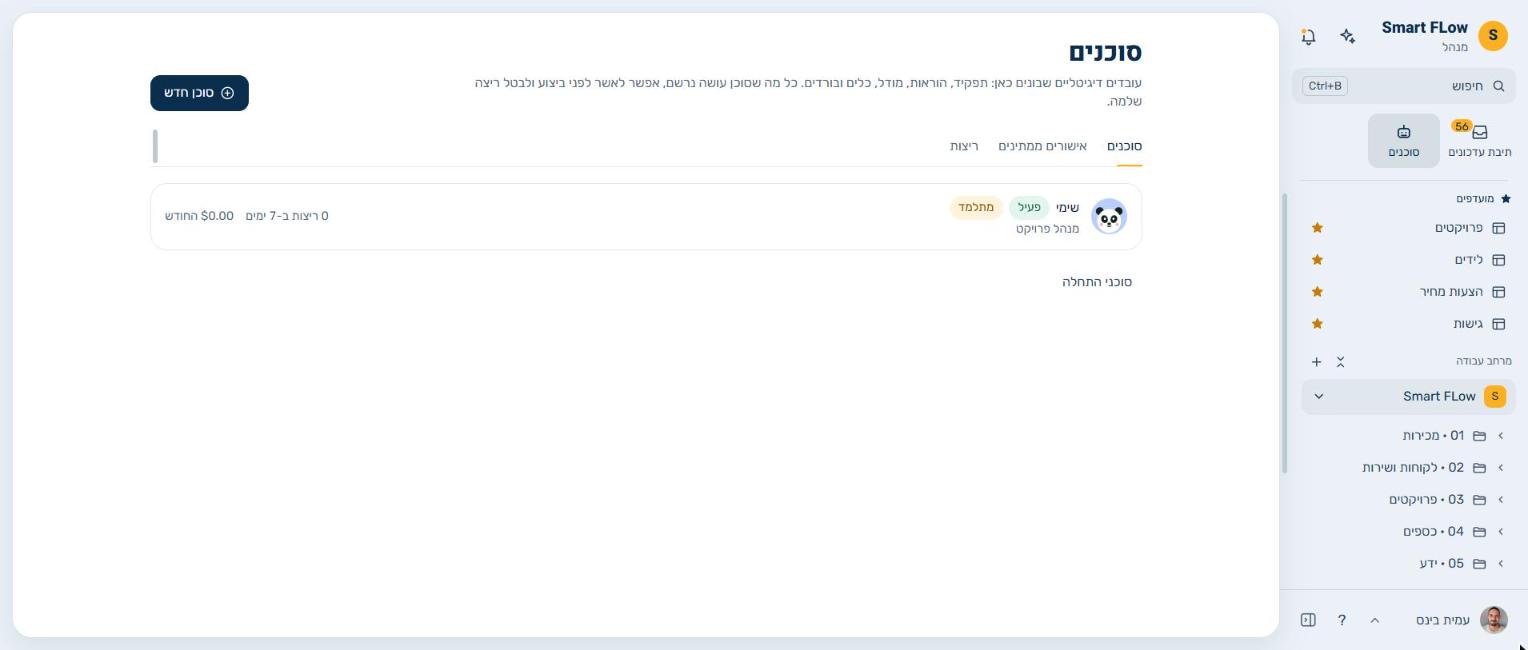 Smart FLow
מנהל
S
חיפוש
Ctrl+B
תיבת עדכונים
56
סוכנים
מועדפים
פרויקטים
לידים
הצעות מחיר
גישות
מרחב עבודה
S
Smart FLow
01 • מכירות
02 • לקוחות ושירות
03 • פרויקטים
04 • כספים
05 • ידע
עמית בינס
?
סוכנים
עובדים דיגיטליים שבונים כאן: תפקיד, הוראות, מודל, כלים ובורדים. כל מה שסוכן עושה נרשם, אפשר לאשר לפני ביצוע ולבטל ריצה
שלמה.
סוכן חדש
סוכנים אישורים ממתינים ריצות
שימי פעיל מתלמד
מנהל פרויקט
0 ריצות ב-7 ימים $0.00 החודש
סוכני התחלה